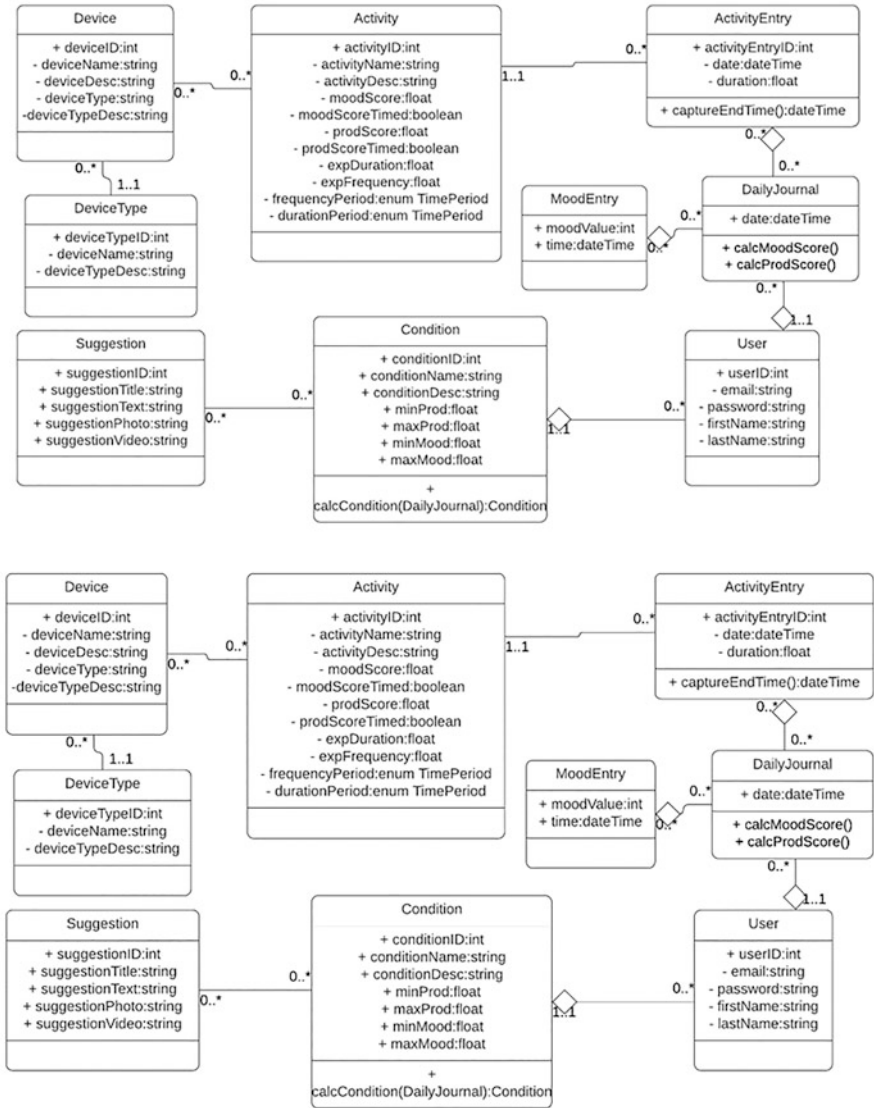 Device
+ deviceID:int
- deviceName:string
- deviceDesc:string
- deviceType:string
-deviceTypeDesc:string
0..*
0..*
Activity
+ activityID:int
- activityName:string
- activityDesc:string
- moodScore:float
- moodScoreTimed:boolean
- prodScore:float
- prodScoreTimed:boolean
- expDuration:float
- expFrequency:float
- frequencyPeriod:enum TimePeriod
- durationPeriod:enum TimePeriod
1..1
0..*
ActivityEntry
+ activityEntryID:int
- date:dateTime
- duration:float
+ captureEndTime():dateTime
0..*
0..*
0..*
1..1
DeviceType
+ deviceTypeID:int
- deviceName:string
- deviceTypeDesc:string
MoodEntry
+ moodValue:int
+ time:dateTime
0..*
0..*
DailyJournal
+ date:dateTime
+ calcMoodScore()
+ calcProdScore()
0..*
1..1
Suggestion
+ suggestionID:int
+ suggestionTitle:string
+ suggestionText:string
+ suggestionPhoto:string
+ suggestionVideo:string
0..*
0..*
Condition
+ conditionID:int
+ conditionName:string
+ conditionDesc:string
+ minProd:float
+ maxProd:float
+ minMood:float
+ maxMood:float
+
calcCondition(DailyJournal):Condition
1..1
0..*
User
+ userID:int
- email:string
- password:string
- firstName:string
- lastName:string
Device
+ deviceID:int
- deviceName:string
- deviceDesc:string
- deviceType:string
-deviceTypeDesc:string
0..*
0..*
Activity
+ activityID:int
- activityName:string
- activityDesc:string
- moodScore:float
- moodScoreTimed:boolean
- prodScore:float
- prodScoreTimed:boolean
- expDuration:float
- expFrequency:float
- frequencyPeriod:enum TimePeriod
- durationPeriod:enum TimePeriod
1..1
0..*
ActivityEntry
+ activityEntryID:int
- date:dateTime
- duration:float
+ captureEndTime():dateTime
0..*
0..*
0..*
1..1
DeviceType
+ deviceTypeID:int
- deviceName:string
- deviceTypeDesc:string
MoodEntry
+ moodValue:int
+ time:dateTime
0..*
0..*
DailyJournal
+ date:dateTime
+ calcMoodScore()
+ calcProdScore()
0..*
1..1
Suggestion
+ suggestionID:int
+ suggestionTitle:string
+ suggestionText:string
+ suggestionPhoto:string
+ suggestionVideo:string
0..*
0..*
Condition
+ conditionID:int
+ conditionName:string
+ conditionDesc:string
+ minProd:float
+ maxProd:float
+ minMood:float
+ maxMood:float
+
calcCondition(DailyJournal):Condition
1..1
0..*
User
+ userID:int
- email:string
- password:string
- firstName:string
- lastName:string